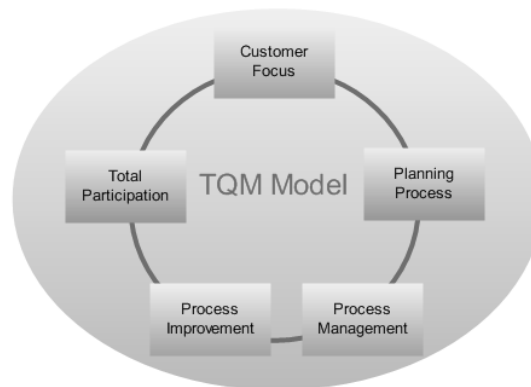 Customer
Focus
Total
Participation
TQM Model
Planning
Process
Process
Improvement
Process
Management